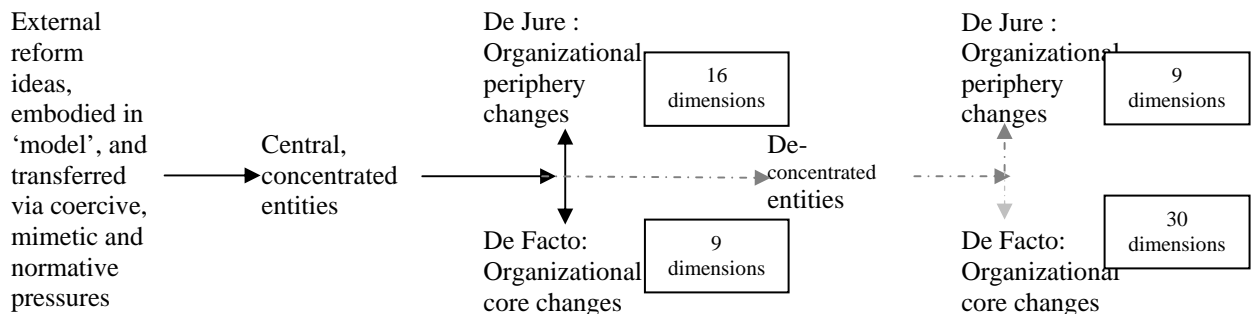 External
reform
ideas,
embodied in
‘model’, and
transferred
via coercive,
mimetic and
normative
pressures
Central,
concentrated
entities
De Jure :
Organizational
periphery
changes
16
dimensions
De Facto:
Organizational
core changes
9
dimensions
De-
concentrated
entities
De Jure :
Organizational
periphery
changes
9
dimensions
De Facto:
Organizational
core changes
30
dimensions